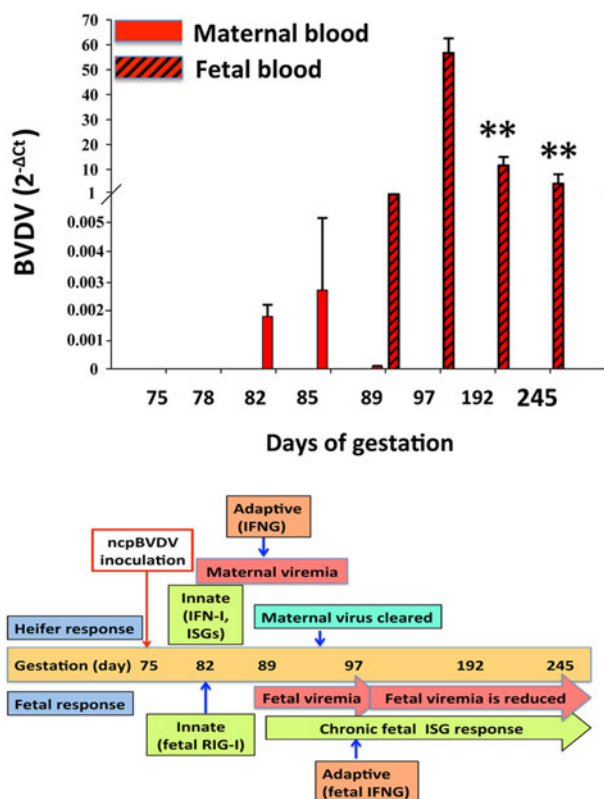 70
60
50
40
30
20
10
1
0.005
0.003
0.002
0.001
0
BVDV (2^-ΔCt)
Maternal blood
Fetal blood
**
**
75 78 82 85 89 97 192 245
Days of gestation
Adaptive
(IFNG)
ncpBVDV
inoculation
Maternal viremia
Innate
(IFN-I,
ISGs)
Maternal virus cleared
Heifer response
Gestation (day) 75 82 89 97 192 245
Fetal response
Fetal viremia
Fetal viremia is reduced
Innate
(fetal RIG-I)
Chronic fetal ISG response
Adaptive
(fetal IFNG)